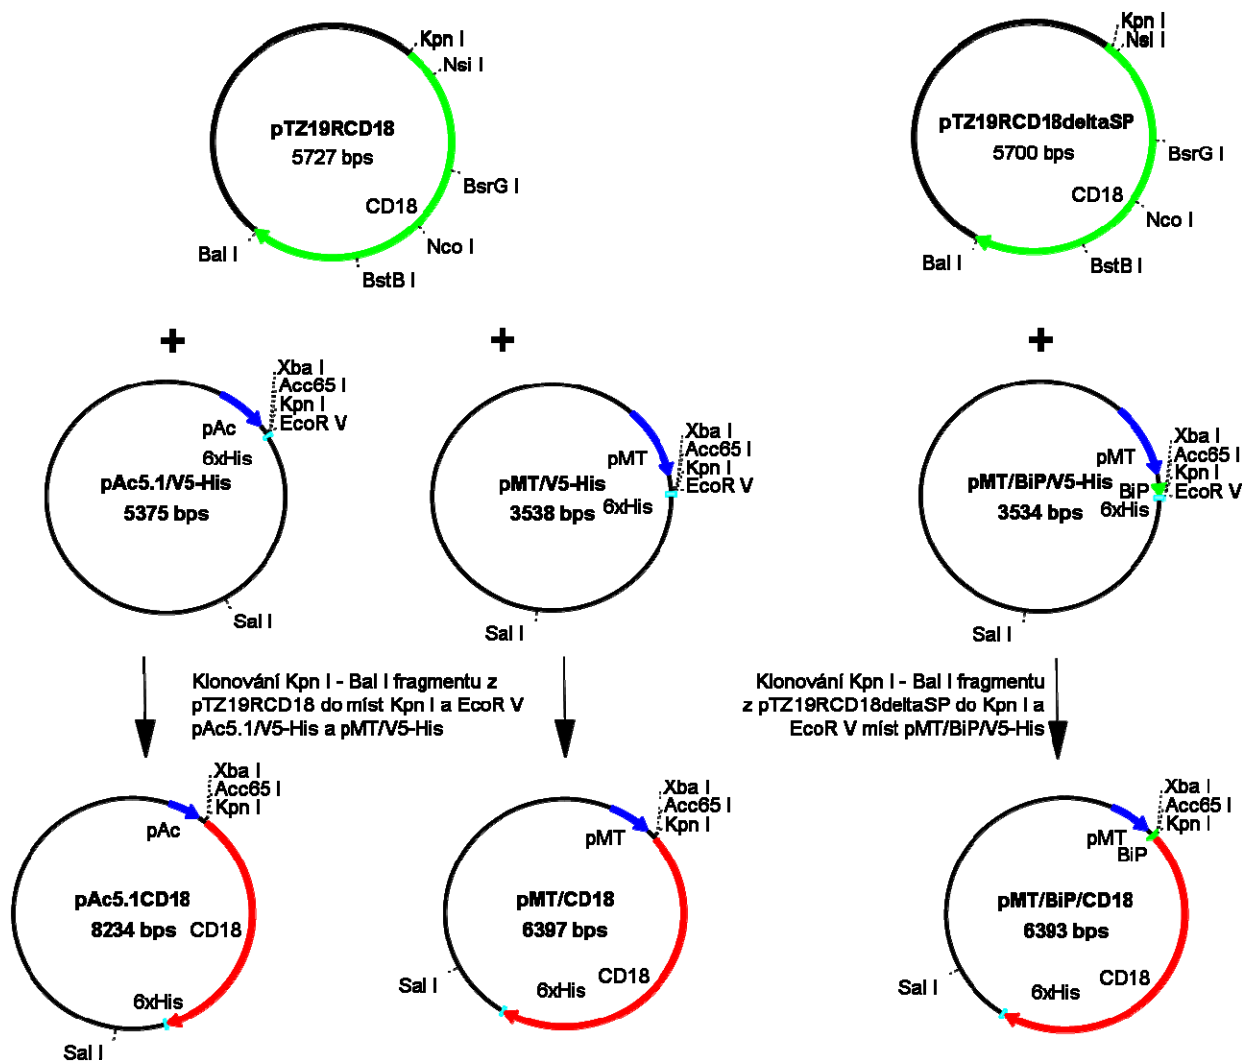 Kpn I
Nsi I
pTZ19RCD18
5727 bps
BsrG I
CD18
Nco I
Bal I
BstB I
Kpn I
Nsi I
pTZ19RCD18deltaSP
5700 bps
BsrG I
CD18
Nco I
Bal I
BstB I
+
+
+
Xba I
Acc65 I
Kpn I
EcoR V
pAc
6xHis
pAc5.1/V5-His
5375 bps
Sal I
Xba I
Acc65 I
Kpn I
EcoR V
pMT
6xHis
pMT/V5-His
3538 bps
Sal I
Xba I
Acc65 I
Kpn I
EcoR V
pMT
BiP
6xHis
pMT/BiP/V5-His
3534 bps
Sal I
Klonování Kpn I - Bal I fragmentu z
pTZ19RCD18 do míst Kpn I a EcoR V
pAc5.1/V5-His a pMT/V5-His
Klonování Kpn I - Bal I fragmentu
z pTZ19RCD18deltaSP do Kpn I a
EcoR V míst pMT/BiP/V5-His
Xba I
Acc65 I
Kpn I
pAc
pAc5.1CD18
8234 bps
CD18
6xHis
Sal I
Xba I
Acc65 I
Kpn I
pMT
pMT/CD18
6397 bps
CD18
6xHis
Sal I
Xba I
Acc65 I
Kpn I
pMT
BiP
pMT/BiP/CD18
6393 bps
CD18
6xHis
Sal I